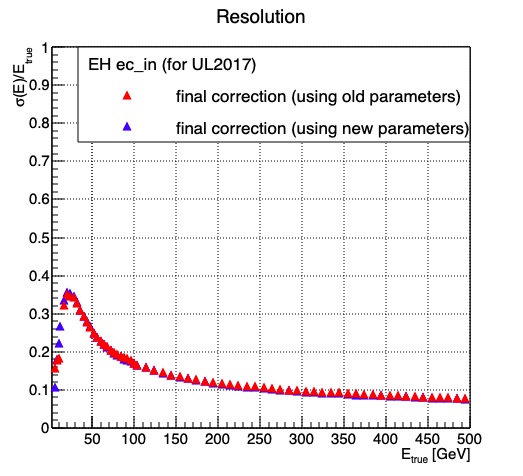 Resolution
σ(E)/E_true
1
EH ec_in (for UL2017)
final correction (using old parameters)
final correction (using new parameters)
0.9
0.8
0.7
0.6
0.5
0.4
0.3
0.2
0.1
0
50 100 150 200 250 300 350 400 450 500
E_true [GeV]